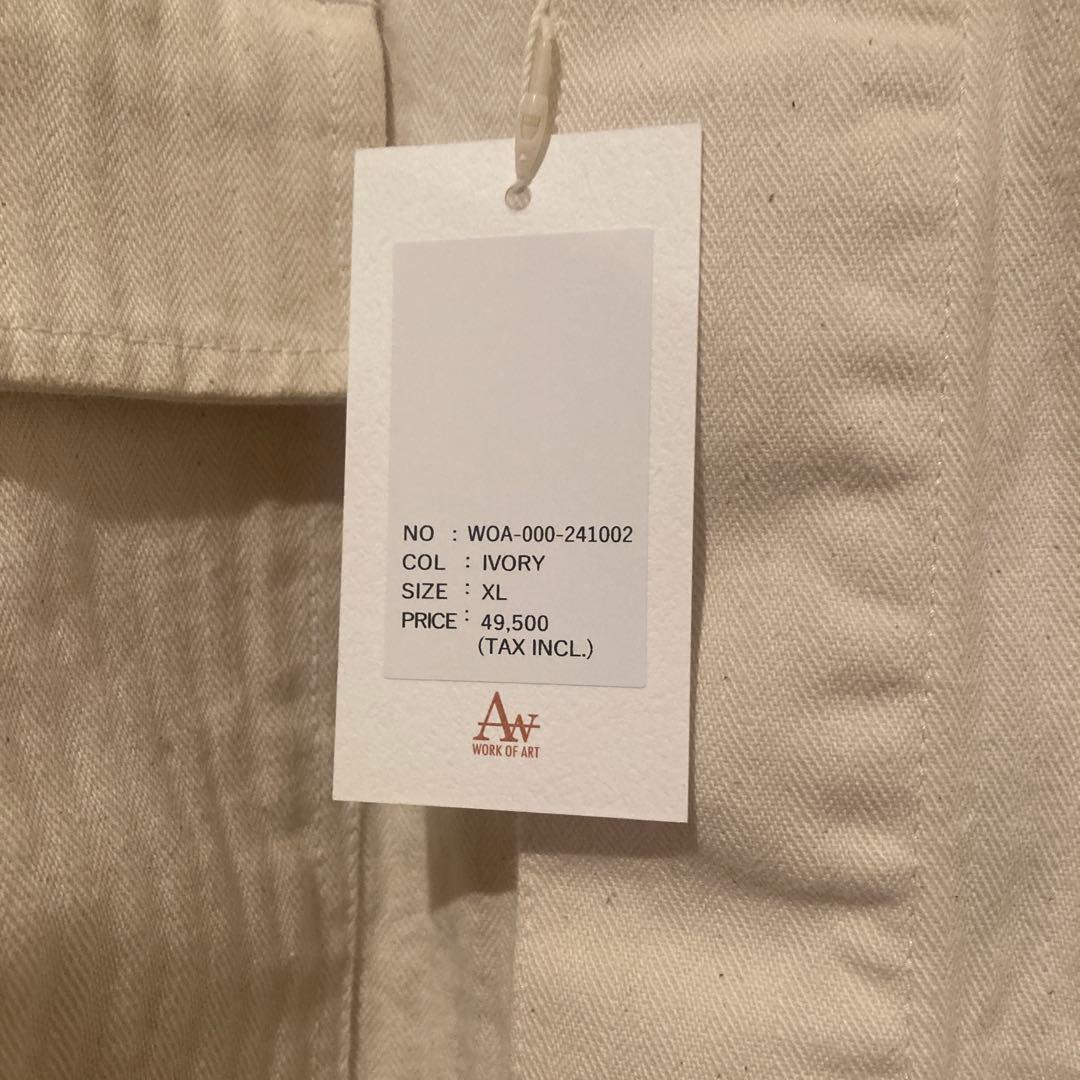 NO : WOA-000-241002
COL : IVORY
SIZE : XL
PRICE : 49,500
(TAX INCL.)
AW
WORK OF ART